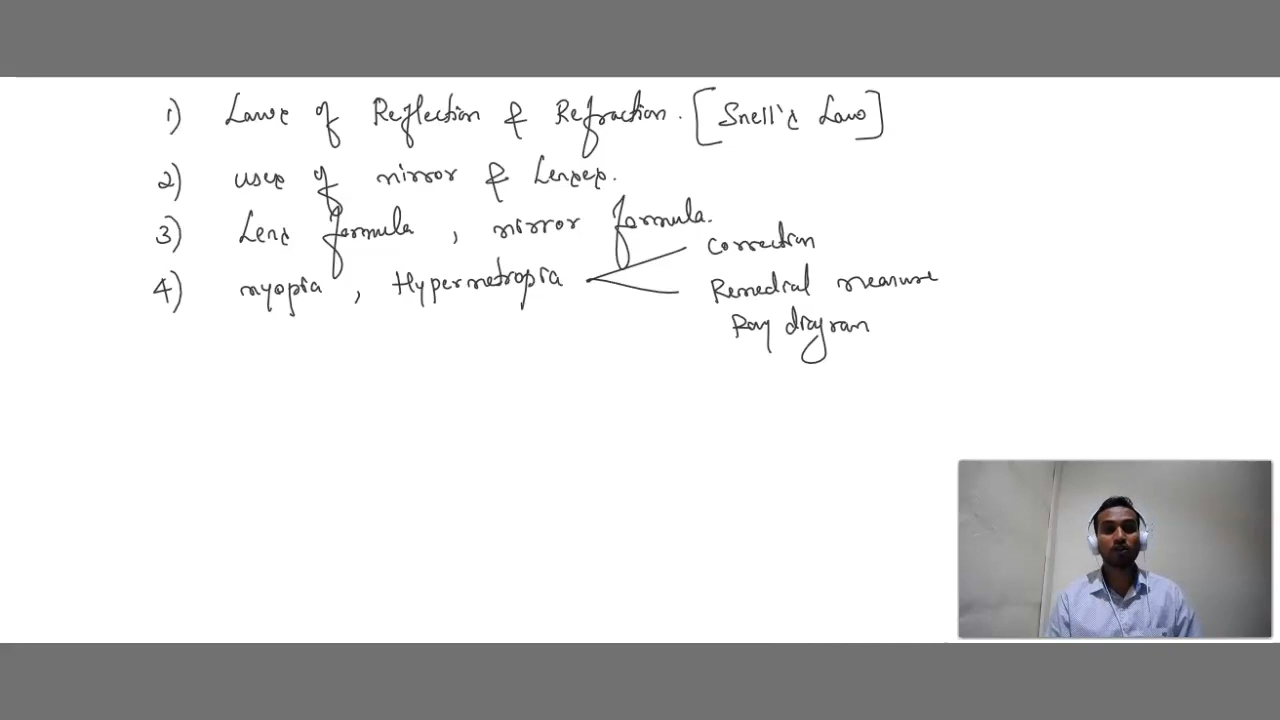 1) Laws of Reflection & Refraction. [Snell's Law]
2) uses of mirror & Lenses.
3) Lens formula, mirror formula.
4) myopia, Hypermetropia
Correction
Remedial measure
Ray diagram